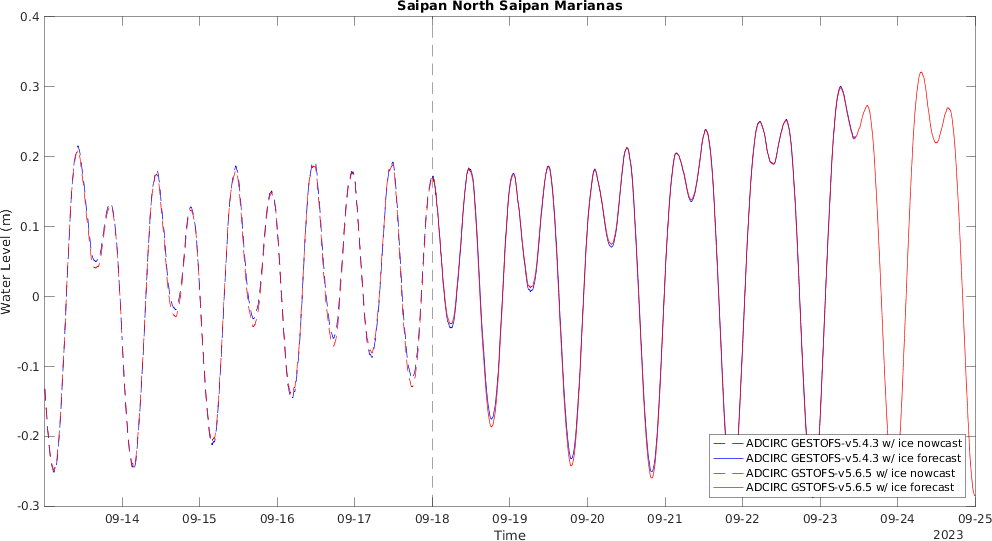 Saipan North Saipan Marianas
Water Level (m)
0.4
0.3
0.2
0.1
0
-0.1
-0.2
-0.3
ADCIRC GESTOFS-v5.4.3 w/ ice nowcast
ADCIRC GSTOFS-v5.4.3 w/ ice forecast
ADCIRC GSTOFS-v5.6.5 w/ ice nowcast
ADCIRC GSTOFS-v5.6.5 w/ ice forecast
09-14 09-15 09-16 09-17 09-18 09-19 09-20 09-21 09-22 09-23 09-24 09-25
Time
2023